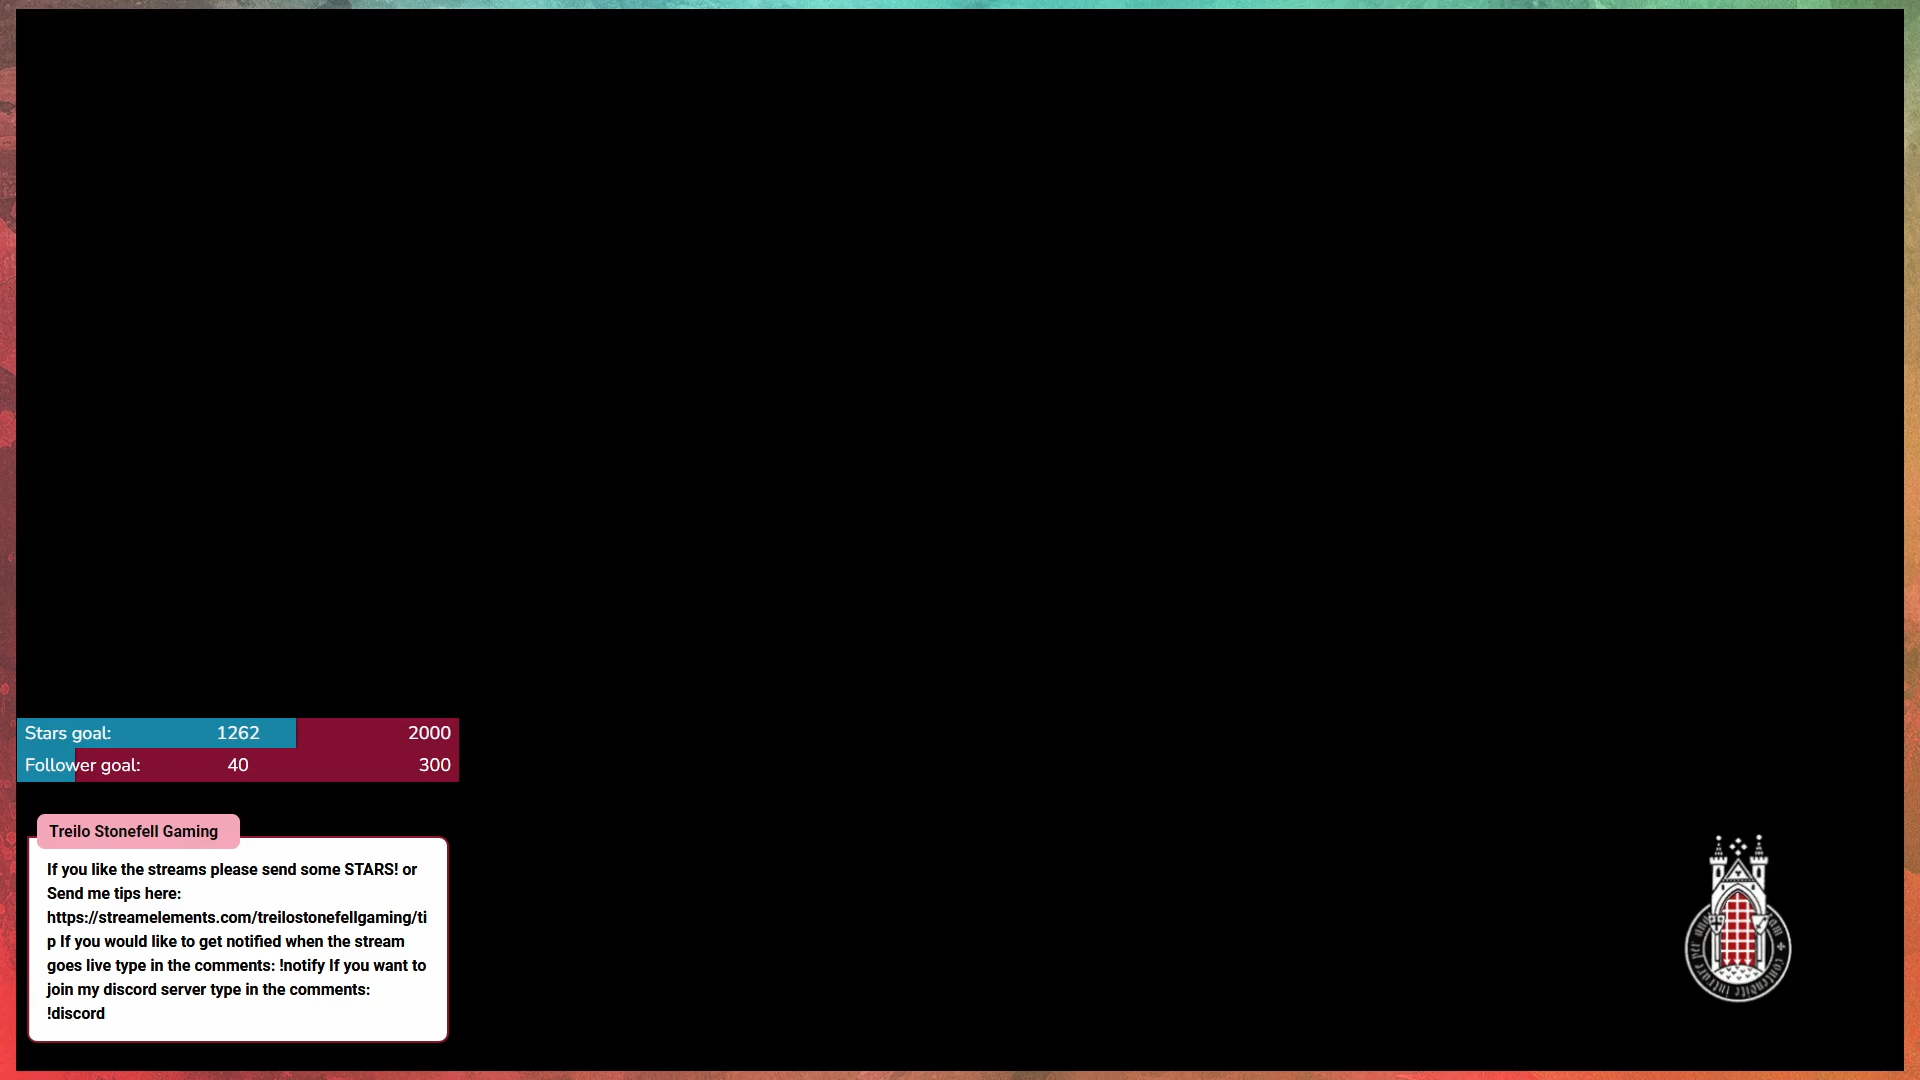 Stars goal: 1262 2000
Follower goal: 40 300
Treilo Stonefell Gaming
If you like the streams please send some STARS! or
Send me tips here:
https://streamelements.com/treilostonefellgaming/ti
p If you would like to get notified when the stream
goes live type in the comments: !notify If you want to
join my discord server type in the comments:
!discord
contendite intrare per